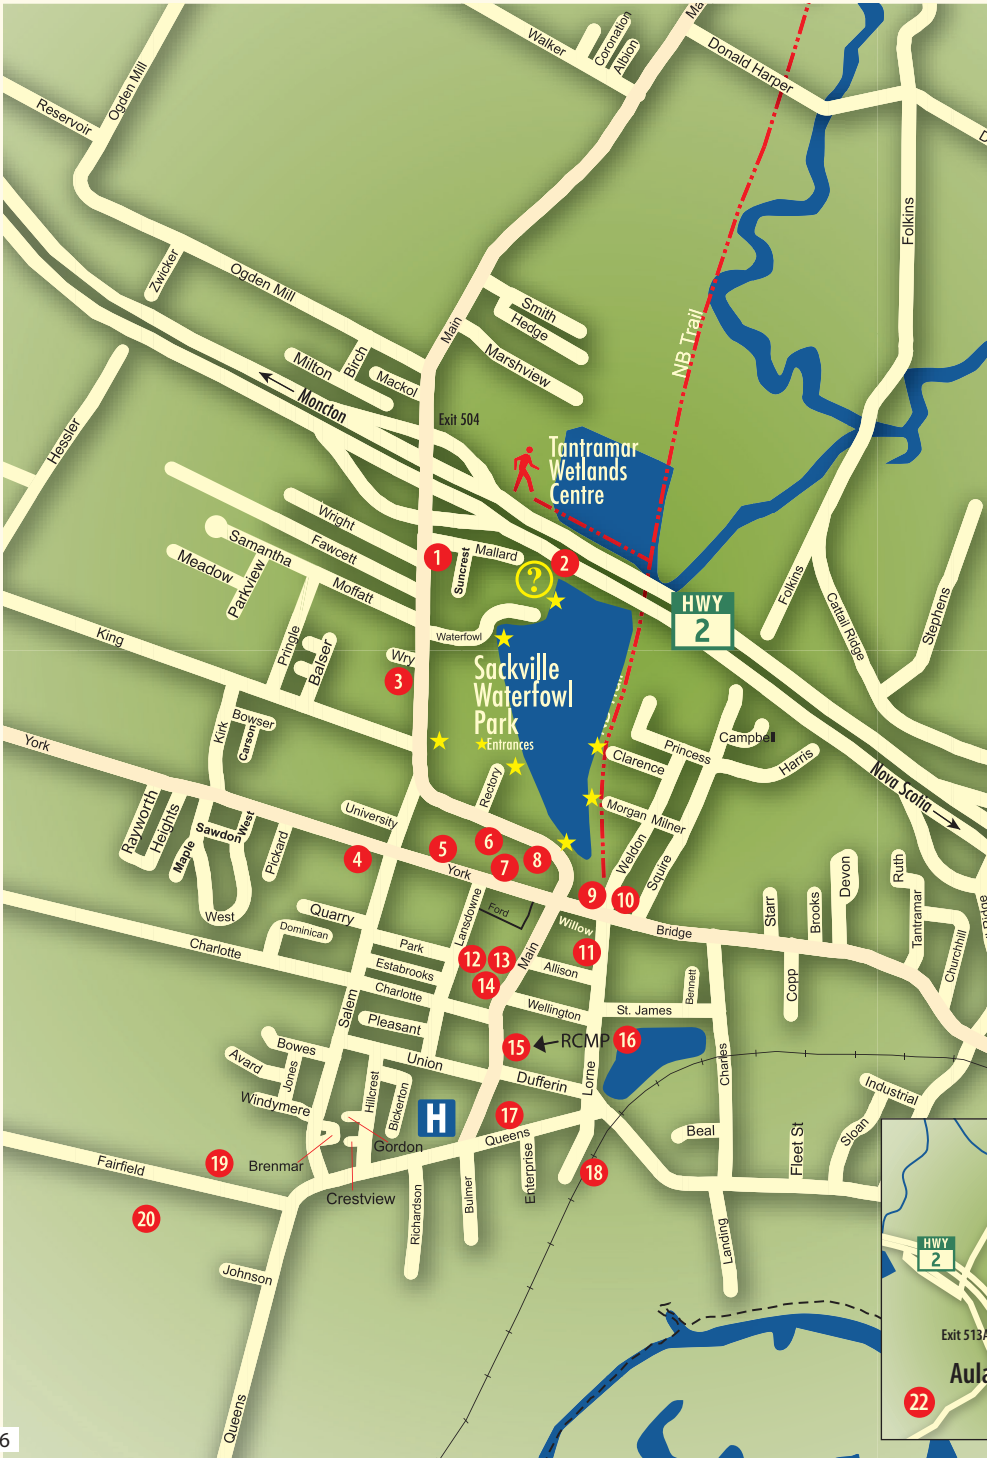 Ma
Walker
Coronation
Albion
Donald Harper
Reservoir
Ogden Mill
D
Folkins
Zwicker
Ogden Mill
Smith
Hedge
Main
Marshview
NB Trail
Milton
Birch
Mackol
Moncton
Exit 504
Hessler
Tantramar
Wetlands
Centre
Wright
Fawcett
Samantha
Meadow
Parkview
Moffatt
1
Suncrest
Mallard
2
?
HWY
2
Folkins
Cattail Ridge
Stephens
King
Pringle
Balser
Waterfowl
Wry
3
Sackville
Waterfowl
Park
Entrances
York
Kirk
Bowser
Carson
Princess
Campbell
Clarence
Harris
Nova Scotia
Rectory
Morgan
Milner
Rayworth
Heights
Maple
Sawdon
West
Pickard
West
University
4
5
6
7
8
York
Weldon
Squire
9
10
Ford
Willow
Bridge
Starr
Brooks
Devon
Ruth
Tantramar
Churchhill
Copp
Quarry
Dominican
Charlotte
Park
Estabrooks
Charlotte
Lansdowne
12
13
14
Main
11
Allison
Wellington
Bennett
St. James
Salem
Pleasant
Union
15
RCMP
16
Bowes
Avard
Jones
Windymere
Hillcrest
Bickerton
H
Dufferin
Lorne
Charles
17
Queens
Gordon
Brenmar
Crestview
Industrial
Sloan
Beal
Fleet St
Fairfield
19
20
Richardson
Bulmer
Enterprise
18
Landing
Johnson
Queens
HWY
2
Exit 513A
Aula
22
6